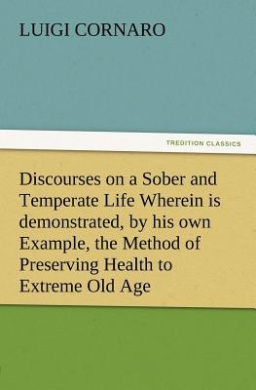 LUIGI CORNARO
TREDITION CLASSICS
Discourses on a Sober and
Temperate Life Wherein is
demonstrated, by his own
Example, the Method of
Preserving Health to
Extreme Old Age